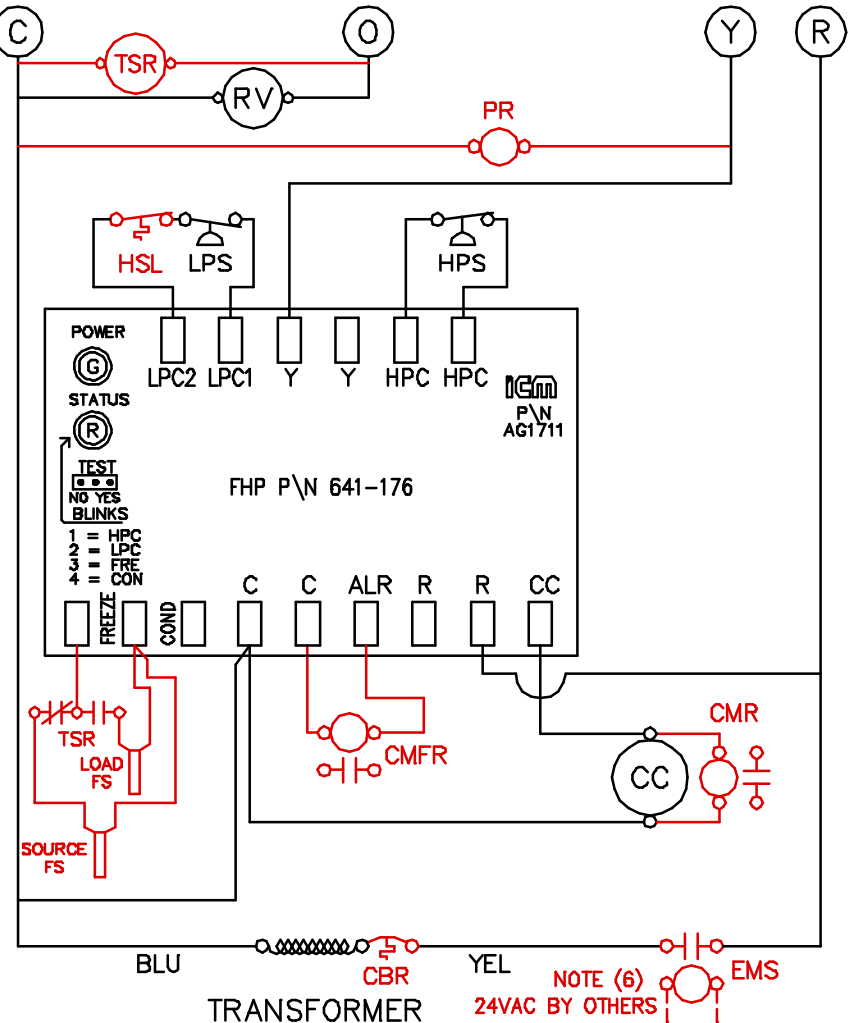 C O Y R
TSR
RV
PR
HSL LPS HPS
POWER
G
LPC2 LPC1 Y Y HPC HPC
STATUS
R
icm
P\N
AG1711
TEST
NO YES
BLINKS
FHP P\N 641-176
1 = HPC
2 = LPC
3 = FRE
4 = CON
FREEZE COND C C ALR R R CC
TSR
LOAD
FS
CMFR
CMR
CC
SOURCE
FS
BLU YEL
CBR
EMS
NOTE (6)
24VAC BY OTHERS
TRANSFORMER